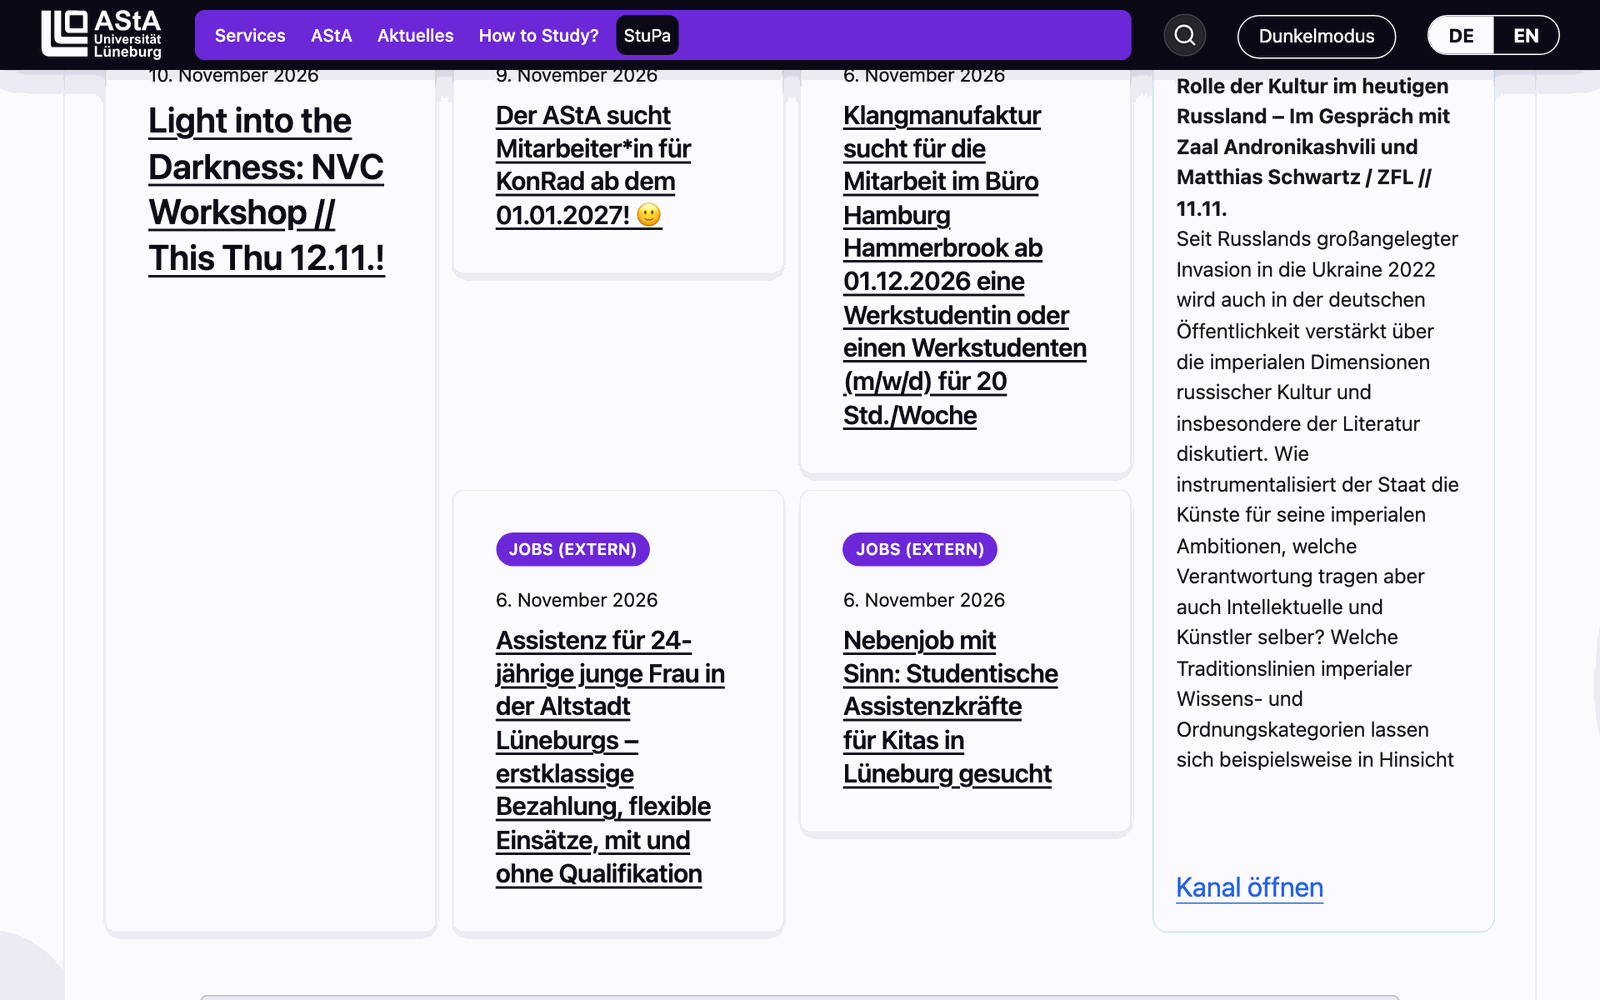 AStA
Universität
Lüneburg
Services
AStA
Aktuelles
How to Study?
StuPa
Dunkelmodus
DE
EN
10. November 2026
Light into the
Darkness: NVC
Workshop //
This Thu 12.11.!
9. November 2026
Der AStA sucht
Mitarbeiter*in für
KonRad ab dem
01.01.2027! 🙂
6. November 2026
Klangmanufaktur
sucht für die
Mitarbeit im Büro
Hamburg
Hammerbrook ab
01.12.2026 eine
Werkstudentin oder
einen Werkstudenten
(m/w/d) für 20
Std./Woche
JOBS (EXTERN)
6. November 2026
Assistenz für 24-
jährige junge Frau in
der Altstadt
Lüneburgs –
erstklassige
Bezahlung, flexible
Einsätze, mit und
ohne Qualifikation
JOBS (EXTERN)
6. November 2026
Nebenjob mit
Sinn: Studentische
Assistenzkräfte
für Kitas in
Lüneburg gesucht
Rolle der Kultur im heutigen
Russland – Im Gespräch mit
Zaal Andronikashvili und
Matthias Schwartz / ZFL //
11.11.
Seit Russlands großangelegter
Invasion in die Ukraine 2022
wird auch in der deutschen
Öffentlichkeit verstärkt über
die imperialen Dimensionen
russischer Kultur und
insbesondere der Literatur
diskutiert. Wie
instrumentalisiert der Staat die
Künste für seine imperialen
Ambitionen, welche
Verantwortung tragen aber
auch Intellektuelle und
Künstler selber? Welche
Traditionslinien imperialer
Wissens- und
Ordnungskategorien lassen
sich beispielsweise in Hinsicht
Kanal öffnen